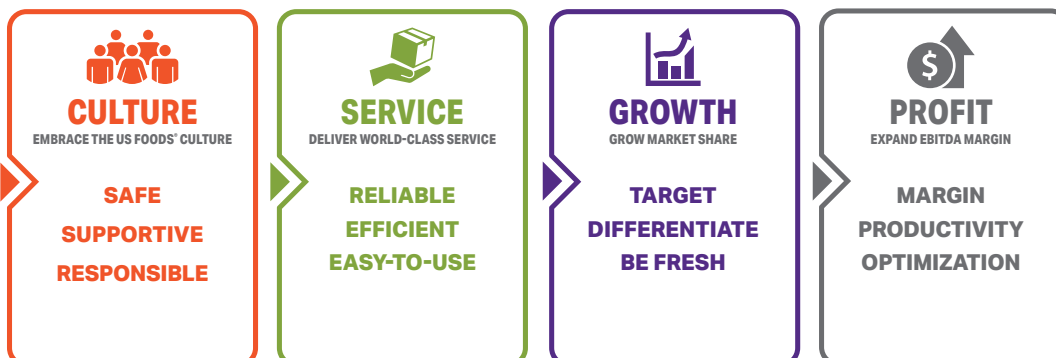 CULTURE
EMBRACE THE US FOODS® CULTURE
SAFE
SUPPORTIVE
RESPONSIBLE
SERVICE
DELIVER WORLD-CLASS SERVICE
RELIABLE
EFFICIENT
EASY-TO-USE
GROWTH
GROW MARKET SHARE
TARGET
DIFFERENTIATE
BE FRESH
$
PROFIT
EXPAND EBITDA MARGIN
MARGIN
PRODUCTIVITY
OPTIMIZATION